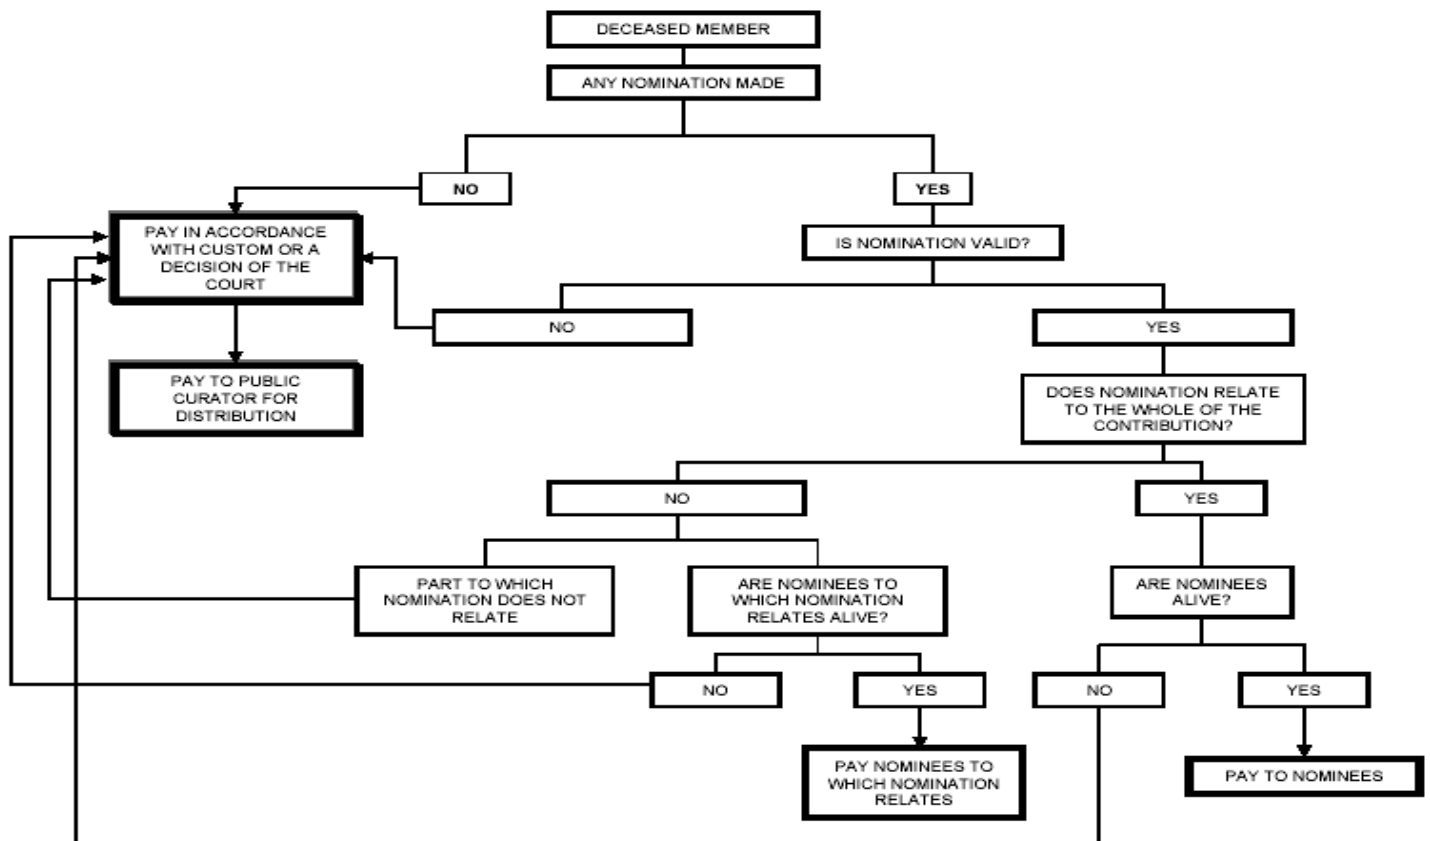 DECEASED MEMBER
ANY NOMINATION MADE
NO
YES
PAY IN ACCORDANCE
WITH CUSTOM OR A
DECISION OF THE
COURT
IS NOMINATION VALID?
NO
YES
PAY TO PUBLIC
CURATOR FOR
DISTRIBUTION
DOES NOMINATION RELATE
TO THE WHOLE OF THE
CONTRIBUTION?
NO
YES
PART TO WHICH
NOMINATION DOES NOT
RELATE
ARE NOMINEES TO
WHICH NOMINATION
RELATES ALIVE?
ARE NOMINEES
ALIVE?
NO
YES
NO
YES
PAY NOMINEES TO
WHICH NOMINATION
RELATES
PAY TO NOMINEES